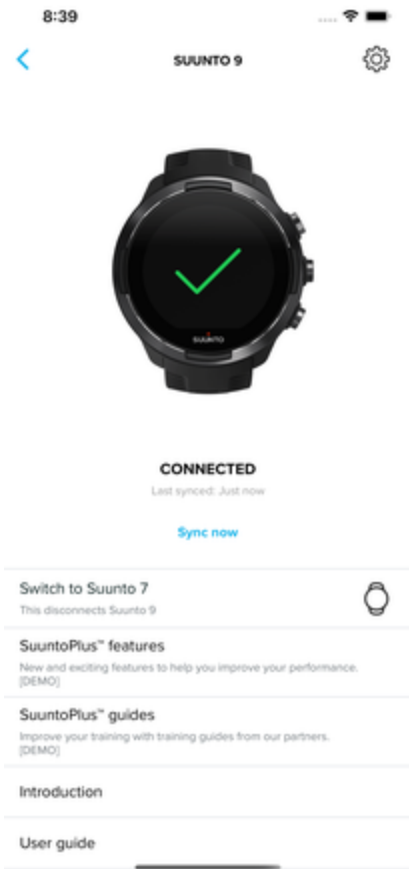 8:39
SUUNTO 9
SUUNTO
CONNECTED
Last synced: Just now
Sync now
Switch to Suunto 7
This disconnects Suunto 9
SuuntoPlus™ features
New and exciting features to help you improve your performance.
[DEMO]
SuuntoPlus™ guides
Improve your training with training guides from our partners.
[DEMO]
Introduction
User guide